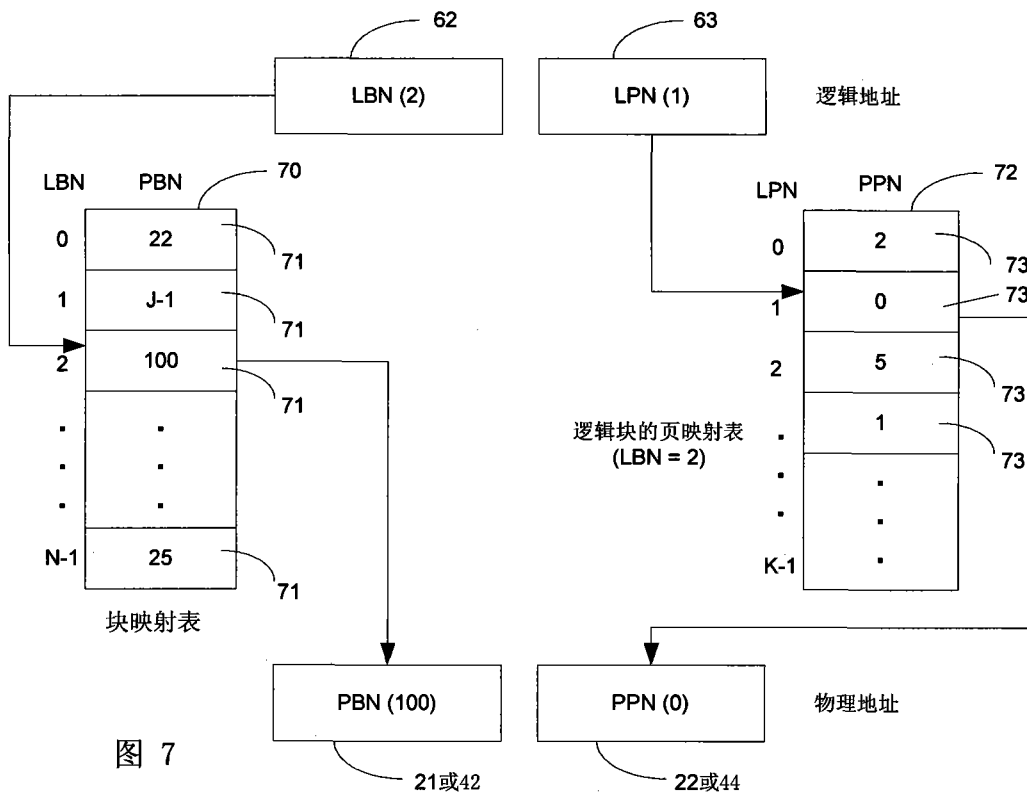 62
63
LBN (2)
LPN (1)
逻辑地址
LBN
PBN
70
LPN
PPN
72
0
22
71
0
2
73
1
J-1
71
1
0
73
2
100
71
2
5
73
逻辑块的页映射表
(LBN = 2)
1
73
N-1
25
71
K-1
块映射表
PBN (100)
PPN (0)
物理地址
图 7
21或42
22或44